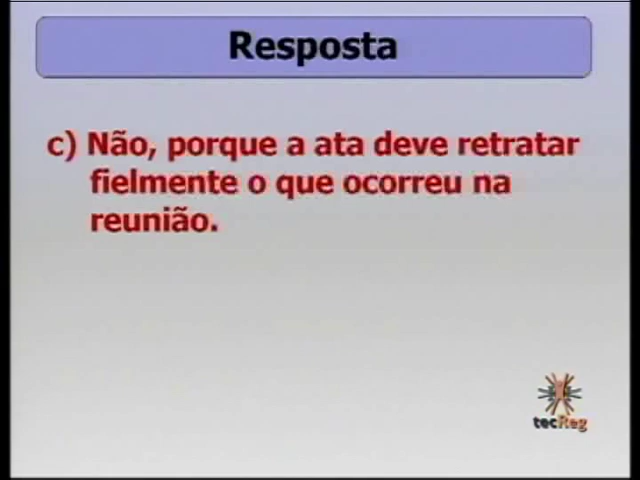 Resposta
c) Não, porque a ata deve retratar
fielmente o que ocorreu na
reunião.
tecReg